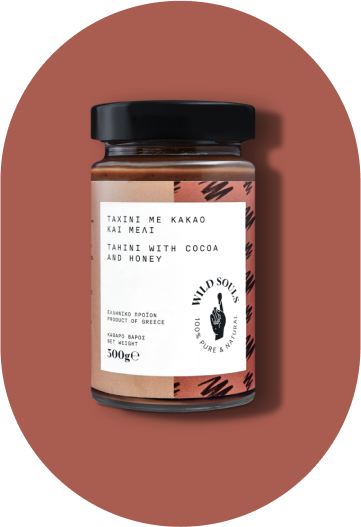 ΤΑΧΙΝΙ ΜΕ ΚΑΚΑΟ
ΚΑΙ ΜΕΛΙ
TAHINI WITH COCOA
AND HONEY
WILD SOULS
100% PURE & NATURAL
ΕΛΛΗΝΙΚΟ ΠΡΟΪΟΝ
PRODUCT OF GREECE
ΚΑΘΑΡΟ ΒΑΡΟΣ
NET WEIGHT
500g℮